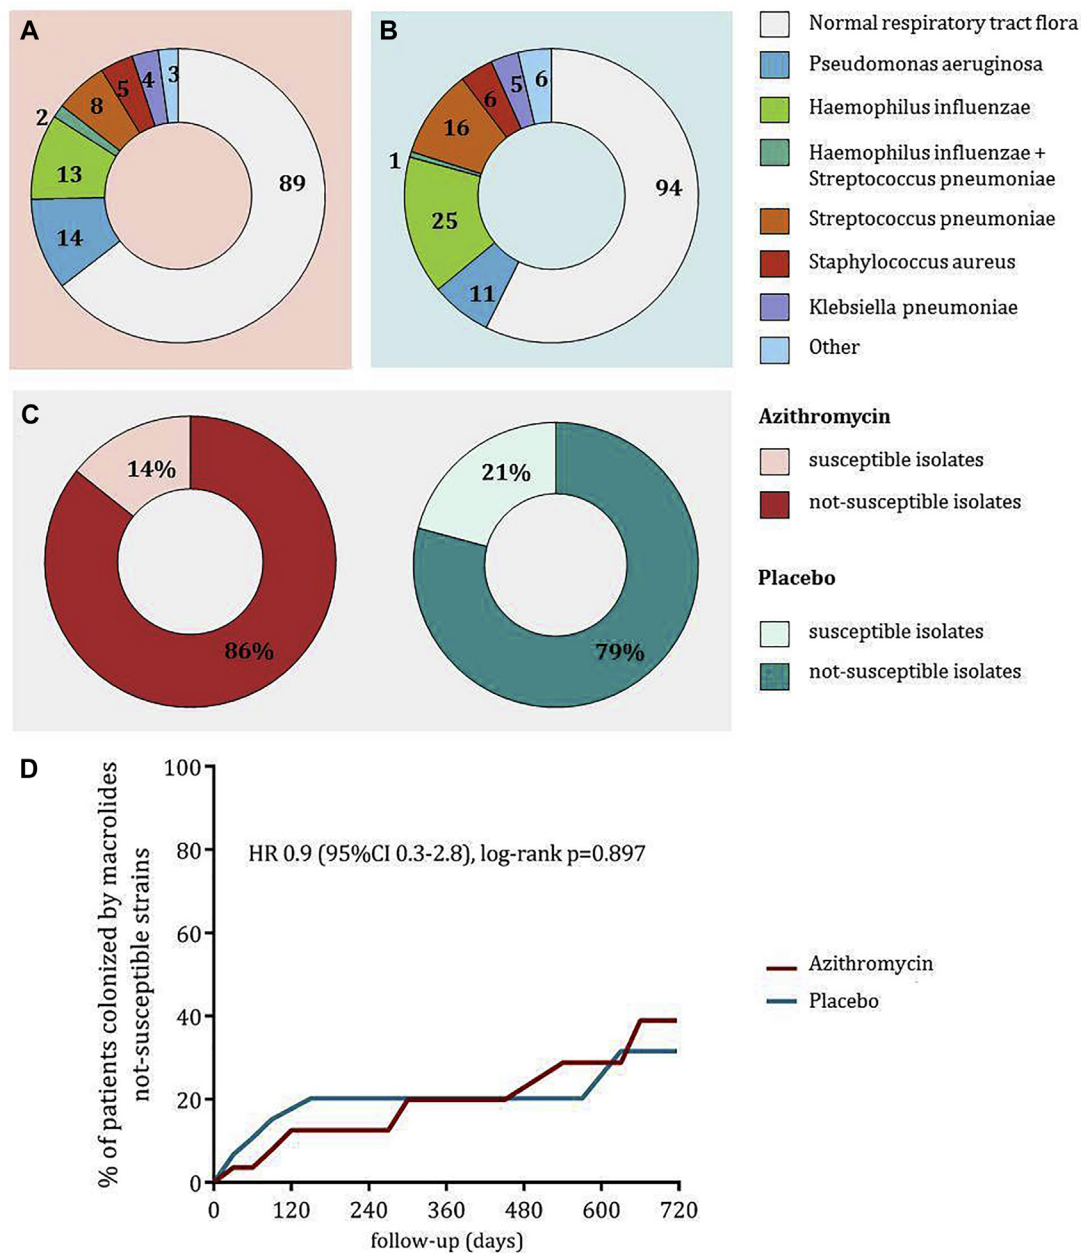 A
89
14
13
2
8
5
4
3
B
94
11
25
1
16
6
5
6
Normal respiratory tract flora
Pseudomonas aeruginosa
Haemophilus influenzae
Haemophilus influenzae +
Streptococcus pneumoniae
Streptococcus pneumoniae
Staphylococcus aureus
Klebsiella pneumoniae
Other
C
14%
86%
21%
79%
Azithromycin
susceptible isolates
not-susceptible isolates
Placebo
susceptible isolates
not-susceptible isolates
D
% of patients colonized by macrolides
not-susceptible strains
100
80
60
40
20
0
HR 0.9 (95%CI 0.3-2.8), log-rank p=0.897
0 120 240 360 480 600 720
follow-up (days)
Azithromycin
Placebo